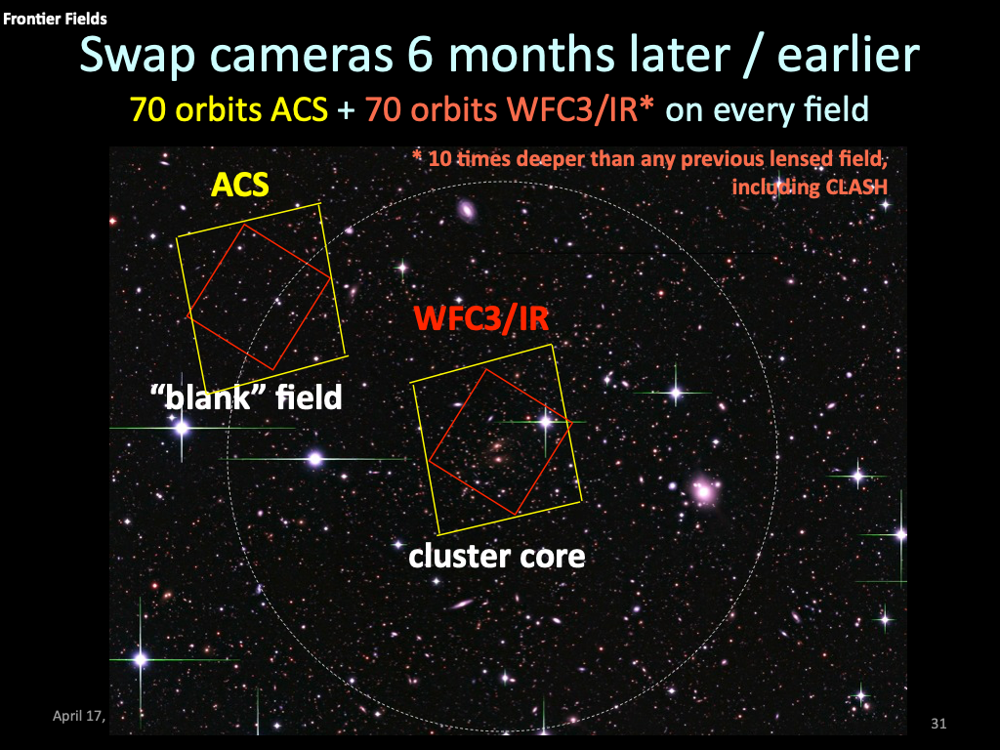 Frontier Fields
Swap cameras 6 months later / earlier
70 orbits ACS + 70 orbits WFC3/IR* on every field
* 10 times deeper than any previous lensed field,
including CLASH
ACS
WFC3/IR
“blank” field
cluster core
April 17,
31